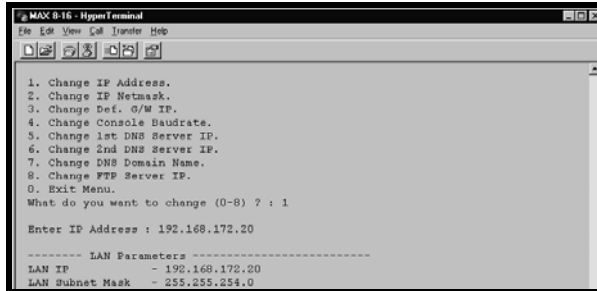 MAX 8-16 - HyperTerminal
File Edit View Call Transfer Help
1. Change IP Address.
2. Change IP Netmask.
3. Change Def. G/W IP.
4. Change Console Baudrate.
5. Change 1st DNS Server IP.
6. Change 2nd DNS Server IP.
7. Change DNS Domain Name.
8. Change FTP Server IP.
0. Exit Menu.
What do you want to change (0-8) ? : 1
Enter IP Address : 192.168.172.20
-------- LAN Parameters --------------------------
LAN IP - 192.168.172.20
LAN Subnet Mask - 255.255.254.0